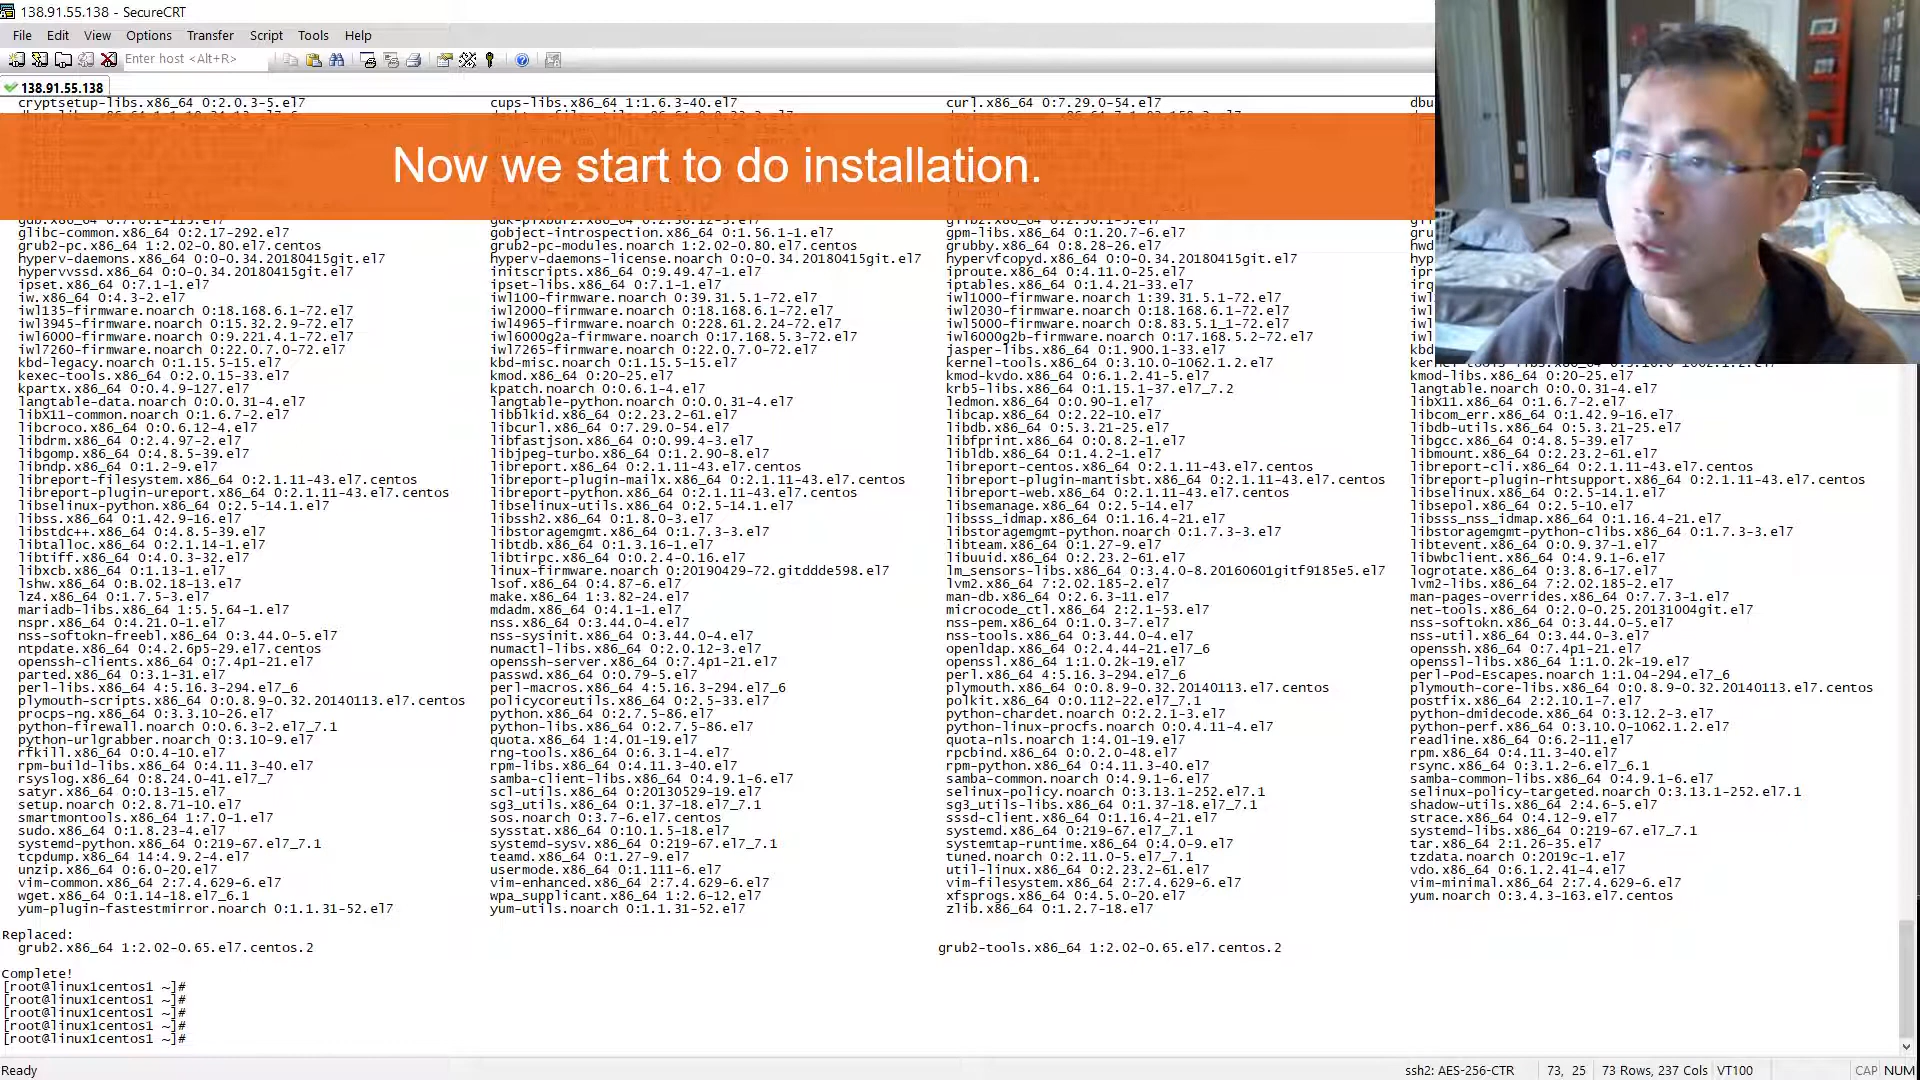 138.91.55.138 - SecureCRT
File Edit View Options Transfer Script Tools Help
Enter host <Alt+R>
138.91.55.138
cryptsetup-libs.x86_64 0:2.0.3-5.el7 cups-libs.x86_64 1:1.6.3-40.el7 curl.x86_64 0:7.29.0-54.el7 dbu
Now we start to do installation.
glibc-common.x86_64 0:2.17-292.el7 gobject-introspection.x86_64 0:1.56.1-1.el7 gpm-libs.x86_64 0:1.20.7-6.el7 gru
grub2-pc.x86_64 1:2.02-0.80.el7.centos grub2-pc-modules.noarch 1:2.02-0.80.el7.centos grubby.x86_64 0:8.28-26.el7 hwd
hyperv-daemons.x86_64 0:0-0.34.20180415git.el7 hyperv-daemons-license.noarch 0:0-0.34.20180415git.el7 hypervfcopyd.x86_64 0:0-0.34.20180415git.el7 hyp
hypervvssd.x86_64 0:0-0.34.20180415git.el7 initscripts.x86_64 0:9.49.47-1.el7 iproute.x86_64 0:4.11.0-25.el7 ipr
ipset.x86_64 0:7.1-1.el7 ipset-libs.x86_64 0:7.1-1.el7 iptables.x86_64 0:1.4.21-33.el7 irq
iw.x86_64 0:4.3-2.el7 iwl100-firmware.noarch 0:39.31.5.1-72.el7 iwl1000-firmware.noarch 1:39.31.5.1-72.el7 iwl
iwl135-firmware.noarch 0:18.168.6.1-72.el7 iwl2000-firmware.noarch 0:18.168.6.1-72.el7 iwl2030-firmware.noarch 0:18.168.6.1-72.el7 iwl
iwl3945-firmware.noarch 0:15.32.2.9-72.el7 iwl4965-firmware.noarch 0:228.61.2.24-72.el7 iwl5000-firmware.noarch 0:8.83.5.1_1-72.el7 iwl
iwl6000-firmware.noarch 0:9.221.4.1-72.el7 iwl6000g2a-firmware.noarch 0:17.168.5.3-72.el7 iwl6000g2b-firmware.noarch 0:17.168.5.2-72.el7 iwl
iwl7260-firmware.noarch 0:22.0.7.0-72.el7 iwl7265-firmware.noarch 0:22.0.7.0-72.el7 jasper-libs.x86_64 0:1.900.1-33.el7 kbd
kbd-legacy.noarch 0:1.15.5-15.el7 kbd-misc.noarch 0:1.15.5-15.el7 kernel-tools.x86_64 0:3.10.0-1062.1.2.el7
kexec-tools.x86_64 0:2.0.15-33.el7 kmod.x86_64 0:20-25.el7 kmod-kvdo.x86_64 0:6.1.2.41-5.el7 kmod-libs.x86_64 0:20-25.el7
kpartx.x86_64 0:0.4.9-127.el7 kpatch.noarch 0:0.6.1-4.el7 krb5-libs.x86_64 0:1.15.1-37.el7_7.2 langtable.noarch 0:0.0.31-4.el7
langtable-data.noarch 0:0.0.31-4.el7 langtable-python.noarch 0:0.0.31-4.el7 ledmon.x86_64 0:0.90-1.el7 libX11.x86_64 0:1.6.7-2.el7
libX11-common.noarch 0:1.6.7-2.el7 libblkid.x86_64 0:2.23.2-61.el7 libcap.x86_64 0:2.22-10.el7 libcom_err.x86_64 0:1.42.9-16.el7
libcroco.x86_64 0:0.6.12-4.el7 libcurl.x86_64 0:7.29.0-54.el7 libdb.x86_64 0:5.3.21-25.el7 libdb-utils.x86_64 0:5.3.21-25.el7
libdrm.x86_64 0:2.4.97-2.el7 libfastjson.x86_64 0:0.99.4-3.el7 libfprint.x86_64 0:0.8.2-1.el7 libgcc.x86_64 0:4.8.5-39.el7
libgomp.x86_64 0:4.8.5-39.el7 libjpeg-turbo.x86_64 0:1.2.90-8.el7 libldb.x86_64 0:1.4.2-1.el7 libmount.x86_64 0:2.23.2-61.el7
libndp.x86_64 0:1.2-9.el7 libreport.x86_64 0:2.1.11-43.el7.centos libreport-centos.x86_64 0:2.1.11-43.el7.centos libreport-cli.x86_64 0:2.1.11-43.el7.centos
libreport-filesystem.x86_64 0:2.1.11-43.el7.centos libreport-plugin-mailx.x86_64 0:2.1.11-43.el7.centos libreport-plugin-mantisbt.x86_64 0:2.1.11-43.el7.centos libreport-plugin-rhtsupport.x86_64 0:2.1.11-43.el7.centos
libreport-plugin-ureport.x86_64 0:2.1.11-43.el7.centos libreport-python.x86_64 0:2.1.11-43.el7.centos libreport-web.x86_64 0:2.1.11-43.el7.centos libselinux.x86_64 0:2.5-14.1.el7
libselinux-python.x86_64 0:2.5-14.1.el7 libselinux-utils.x86_64 0:2.5-14.1.el7 libsemanage.x86_64 0:2.5-14.el7 libsepol.x86_64 0:2.5-10.el7
libss.x86_64 0:1.42.9-16.el7 libssh2.x86_64 0:1.8.0-3.el7 libsss_idmap.x86_64 0:1.16.4-21.el7 libsss_nss_idmap.x86_64 0:1.16.4-21.el7
libstdc++.x86_64 0:4.8.5-39.el7 libstoragemgmt.x86_64 0:1.7.3-3.el7 libstoragemgmt-python.noarch 0:1.7.3-3.el7 libstoragemgmt-python-clibs.x86_64 0:1.7.3-3.el7
libtalloc.x86_64 0:2.1.14-1.el7 libtdb.x86_64 0:1.3.16-1.el7 libteam.x86_64 0:1.27-9.el7 libtevent.x86_64 0:0.9.37-1.el7
libtiff.x86_64 0:4.0.3-32.el7 libtirpc.x86_64 0:0.2.4-0.16.el7 libuuid.x86_64 0:2.23.2-61.el7 libwbclient.x86_64 0:4.9.1-6.el7
libxcb.x86_64 0:1.13-1.el7 linux-firmware.noarch 0:20190429-72.gitddde598.el7 lm_sensors-libs.x86_64 0:3.4.0-8.20160601gitf9185e5.el7 logrotate.x86_64 0:3.8.6-17.el7
lshw.x86_64 0:B.02.18-13.el7 lsof.x86_64 0:4.87-6.el7 lvm2.x86_64 7:2.02.185-2.el7 lvm2-libs.x86_64 7:2.02.185-2.el7
lz4.x86_64 0:1.7.5-3.el7 make.x86_64 1:3.82-24.el7 man-db.x86_64 0:2.6.3-11.el7 man-pages-overrides.x86_64 0:7.7.3-1.el7
mariadb-libs.x86_64 1:5.5.64-1.el7 mdadm.x86_64 0:4.1-1.el7 microcode_ctl.x86_64 2:2.1-53.el7 net-tools.x86_64 0:2.0-0.25.20131004git.el7
nspr.x86_64 0:4.21.0-1.el7 nss.x86_64 0:3.44.0-4.el7 nss-pem.x86_64 0:1.0.3-7.el7 nss-softokn.x86_64 0:3.44.0-5.el7
nss-softokn-freebl.x86_64 0:3.44.0-5.el7 nss-sysinit.x86_64 0:3.44.0-4.el7 nss-tools.x86_64 0:3.44.0-4.el7 nss-util.x86_64 0:3.44.0-3.el7
ntpdate.x86_64 0:4.2.6p5-29.el7.centos numactl-libs.x86_64 0:2.0.12-3.el7 openldap.x86_64 0:2.4.44-21.el7_6 openssh.x86_64 0:7.4p1-21.el7
openssh-clients.x86_64 0:7.4p1-21.el7 openssh-server.x86_64 0:7.4p1-21.el7 openssl.x86_64 1:1.0.2k-19.el7 openssl-libs.x86_64 1:1.0.2k-19.el7
parted.x86_64 0:3.1-31.el7 passwd.x86_64 0:0.79-5.el7 perl.x86_64 4:5.16.3-294.el7_6 perl-Pod-Escapes.noarch 1:1.04-294.el7_6
perl-libs.x86_64 4:5.16.3-294.el7_6 perl-macros.x86_64 4:5.16.3-294.el7_6 plymouth.x86_64 0:0.8.9-0.32.20140113.el7.centos plymouth-core-libs.x86_64 0:0.8.9-0.32.20140113.el7.centos
plymouth-scripts.x86_64 0:0.8.9-0.32.20140113.el7.centos policycoreutils.x86_64 0:2.5-33.el7 polkit.x86_64 0:0.112-22.el7_7.1 postfix.x86_64 2:2.10.1-7.el7
procps-ng.x86_64 0:3.3.10-26.el7 python.x86_64 0:2.7.5-86.el7 python-chardet.noarch 0:2.2.1-3.el7 python-dmidecode.x86_64 0:3.12.2-3.el7
python-firewall.noarch 0:0.6.3-2.el7_7.1 python-libs.x86_64 0:2.7.5-86.el7 python-linux-procfs.noarch 0:0.4.11-4.el7 python-perf.x86_64 0:3.10.0-1062.1.2.el7
python-urlgrabber.noarch 0:3.10-9.el7 quota.x86_64 1:4.01-19.el7 quota-nls.noarch 1:4.01-19.el7 readline.x86_64 0:6.2-11.el7
rfkill.x86_64 0:0.4-10.el7 rng-tools.x86_64 0:6.3.1-4.el7 rpcbind.x86_64 0:0.2.0-48.el7 rpm.x86_64 0:4.11.3-40.el7
rpm-build-libs.x86_64 0:4.11.3-40.el7 rpm-libs.x86_64 0:4.11.3-40.el7 rpm-python.x86_64 0:4.11.3-40.el7 rsync.x86_64 0:3.1.2-6.el7_6.1
rsyslog.x86_64 0:8.24.0-41.el7_7 samba-client-libs.x86_64 0:4.9.1-6.el7 samba-common.noarch 0:4.9.1-6.el7 samba-common-libs.x86_64 0:4.9.1-6.el7
satyr.x86_64 0:0.13-15.el7 scl-utils.x86_64 0:20130529-19.el7 selinux-policy.noarch 0:3.13.1-252.el7.1 selinux-policy-targeted.noarch 0:3.13.1-252.el7.1
setup.noarch 0:2.8.71-10.el7 sg3_utils.x86_64 0:1.37-18.el7_7.1 sg3_utils-libs.x86_64 0:1.37-18.el7_7.1 shadow-utils.x86_64 2:4.6-5.el7
smartmontools.x86_64 1:7.0-1.el7 sos.noarch 0:3.7-6.el7.centos sssd-client.x86_64 0:1.16.4-21.el7 strace.x86_64 0:4.12-9.el7
sudo.x86_64 0:1.8.23-4.el7 sysstat.x86_64 0:10.1.5-18.el7 systemd.x86_64 0:219-67.el7_7.1 systemd-libs.x86_64 0:219-67.el7_7.1
systemd-python.x86_64 0:219-67.el7_7.1 systemd-sysv.x86_64 0:219-67.el7_7.1 systemtap-runtime.x86_64 0:4.0-9.el7 tar.x86_64 2:1.26-35.el7
tcpdump.x86_64 14:4.9.2-4.el7 teamd.x86_64 0:1.27-9.el7 tuned.noarch 0:2.11.0-5.el7_7.1 tzdata.noarch 0:2019c-1.el7
unzip.x86_64 0:6.0-20.el7 usermode.x86_64 0:1.111-6.el7 util-linux.x86_64 0:2.23.2-61.el7 vdo.x86_64 0:6.1.2.41-4.el7
vim-common.x86_64 2:7.4.629-6.el7 vim-enhanced.x86_64 2:7.4.629-6.el7 vim-filesystem.x86_64 2:7.4.629-6.el7 vim-minimal.x86_64 2:7.4.629-6.el7
wget.x86_64 0:1.14-18.el7_6.1 wpa_supplicant.x86_64 1:2.6-12.el7 xfsprogs.x86_64 0:4.5.0-20.el7 yum.noarch 0:3.4.3-163.el7.centos
yum-plugin-fastestmirror.noarch 0:1.1.31-52.el7 yum-utils.noarch 0:1.1.31-52.el7 zlib.x86_64 0:1.2.7-18.el7
Replaced:
grub2.x86_64 1:2.02-0.65.el7.centos.2 grub2-tools.x86_64 1:2.02-0.65.el7.centos.2
Complete!
[root@linux1centos1 ~]#
[root@linux1centos1 ~]#
[root@linux1centos1 ~]#
[root@linux1centos1 ~]#
[root@linux1centos1 ~]#
Ready ssh2: AES-256-CTR 73, 25 73 Rows, 237 Cols VT100 CAP NUM